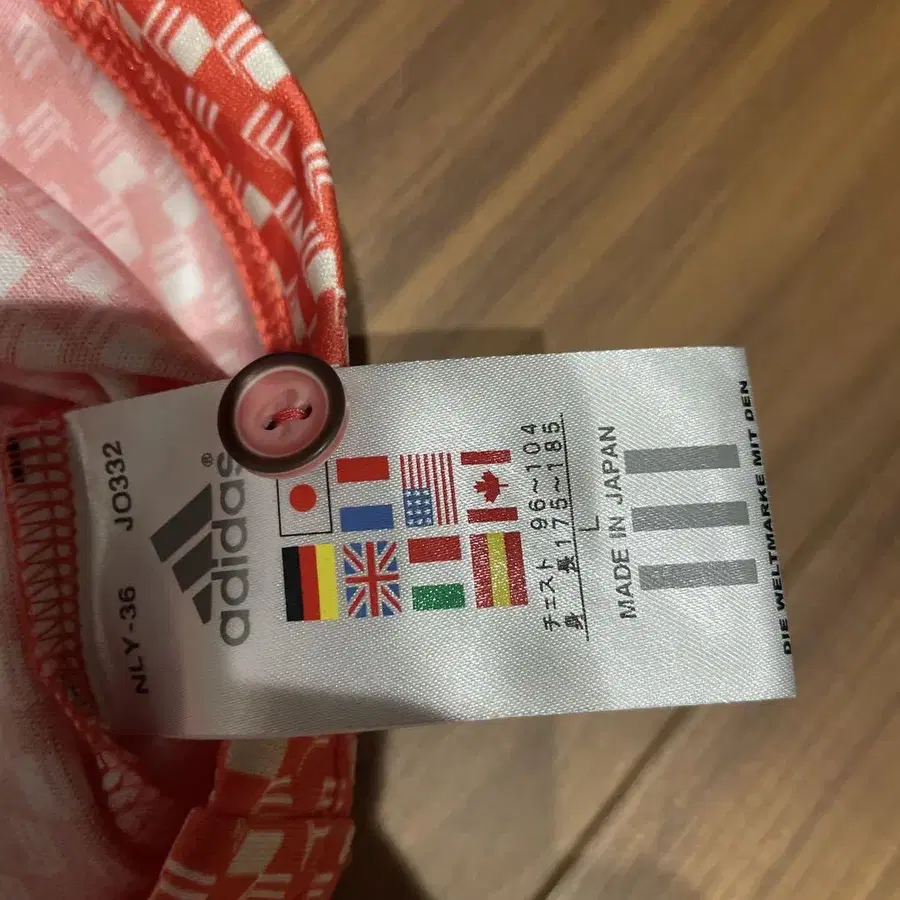 NLY-36 JO332
adidas®
チェスト 96～104
身 長 175～185
L
MADE IN JAPAN
DIE WELTMARKE MIT DEN